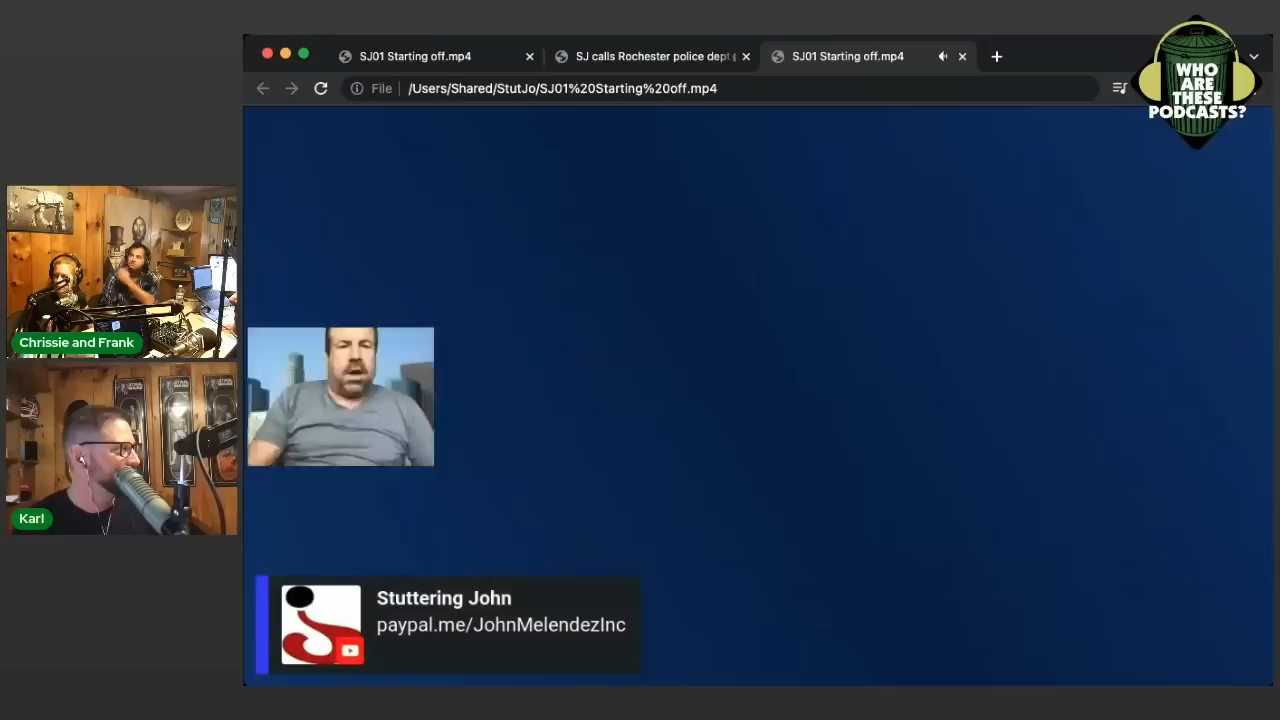 SJ01 Starting off.mp4
SJ calls Rochester police dept
SJ01 Starting off.mp4
File
/Users/Shared/StutJo/SJ01%20Starting%20off.mp4
WHO
ARE
THESE
PODCASTS?
Chrissie and Frank
Karl
Stuttering John
paypal.me/JohnMelendezInc